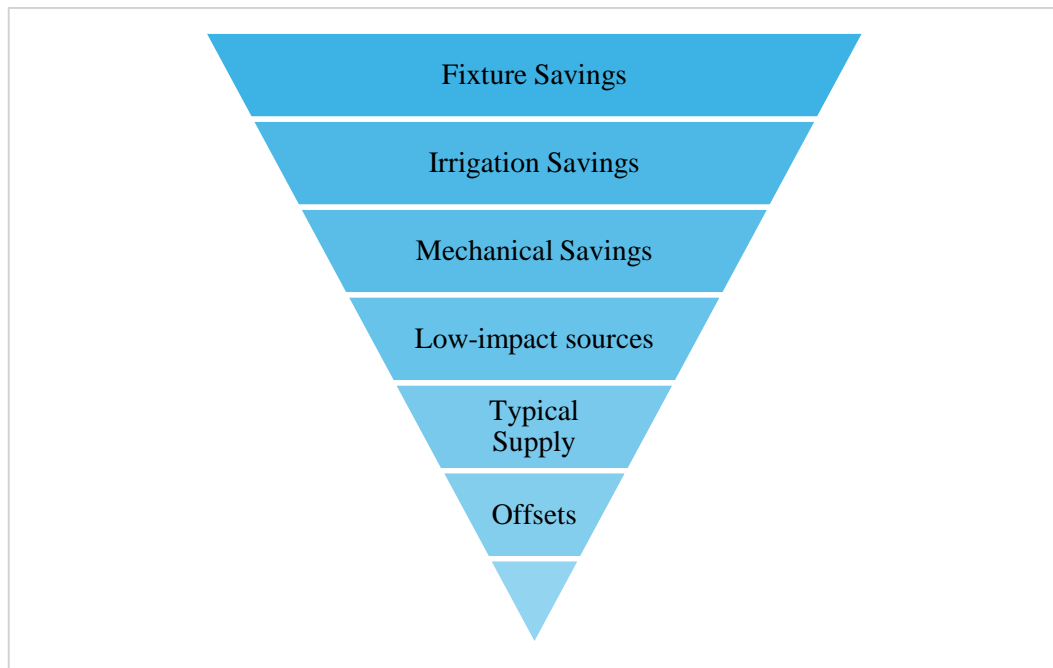 Fixture Savings
Irrigation Savings
Mechanical Savings
Low-impact sources
Typical
Supply
Offsets